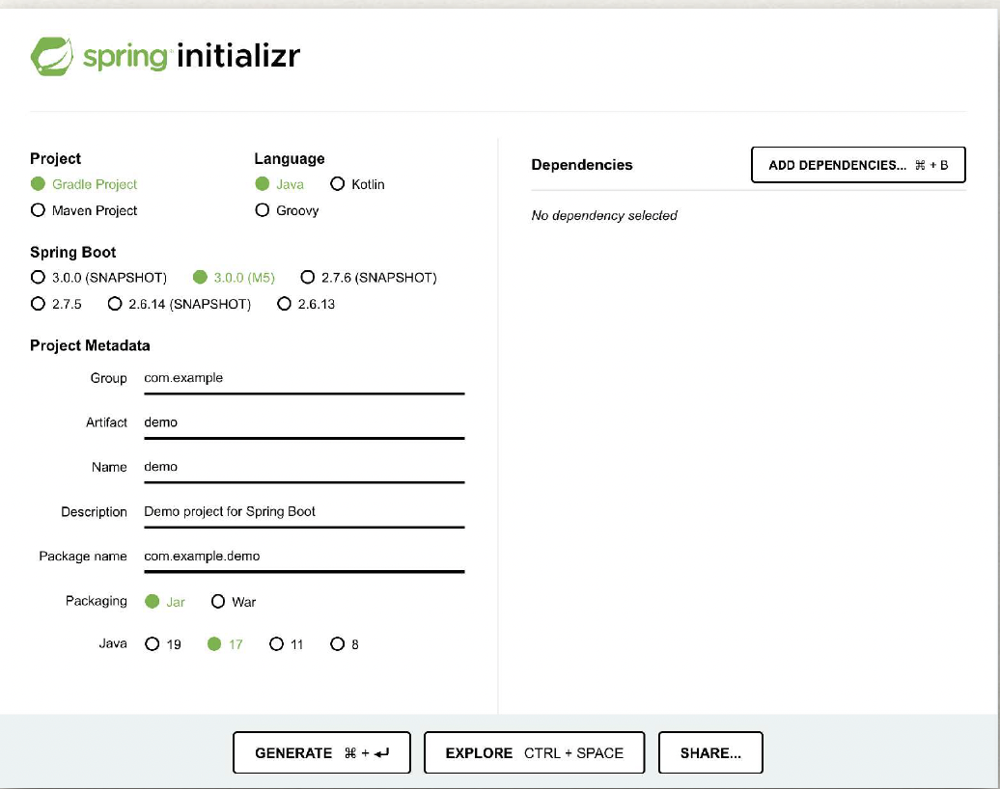 spring initializr
Project
Gradle Project
Maven Project
Language
Java Kotlin
Groovy
Spring Boot
3.0.0 (SNAPSHOT) 3.0.0 (M5) 2.7.6 (SNAPSHOT)
2.7.5 2.6.14 (SNAPSHOT) 2.6.13
Project Metadata
Group com.example
Artifact demo
Name demo
Description Demo project for Spring Boot
Package name com.example.demo
Packaging Jar War
Java 19 17 11 8
Dependencies ADD DEPENDENCIES... ⌘ + B
No dependency selected
GENERATE ⌘ + ↵ EXPLORE CTRL + SPACE SHARE...